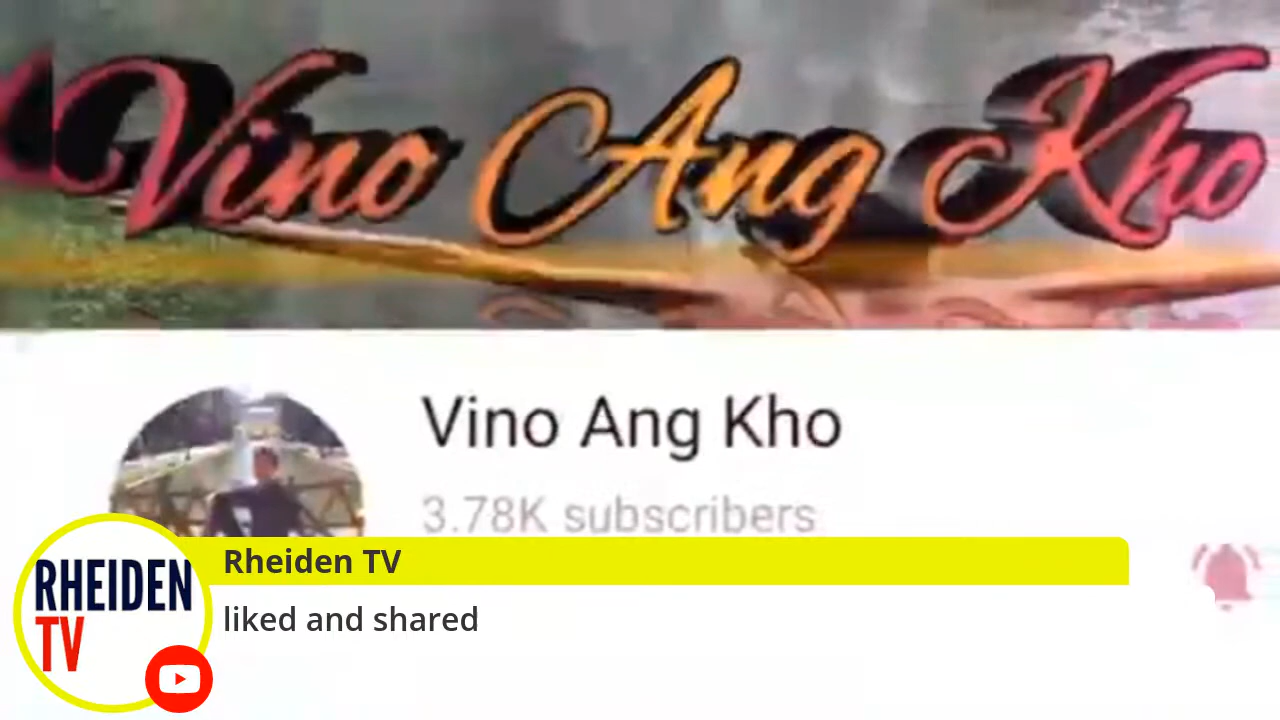 Vino Ang Kho
Vino Ang Kho
3.78K subscribers
Rheiden TV
RHEIDEN
TV
liked and shared